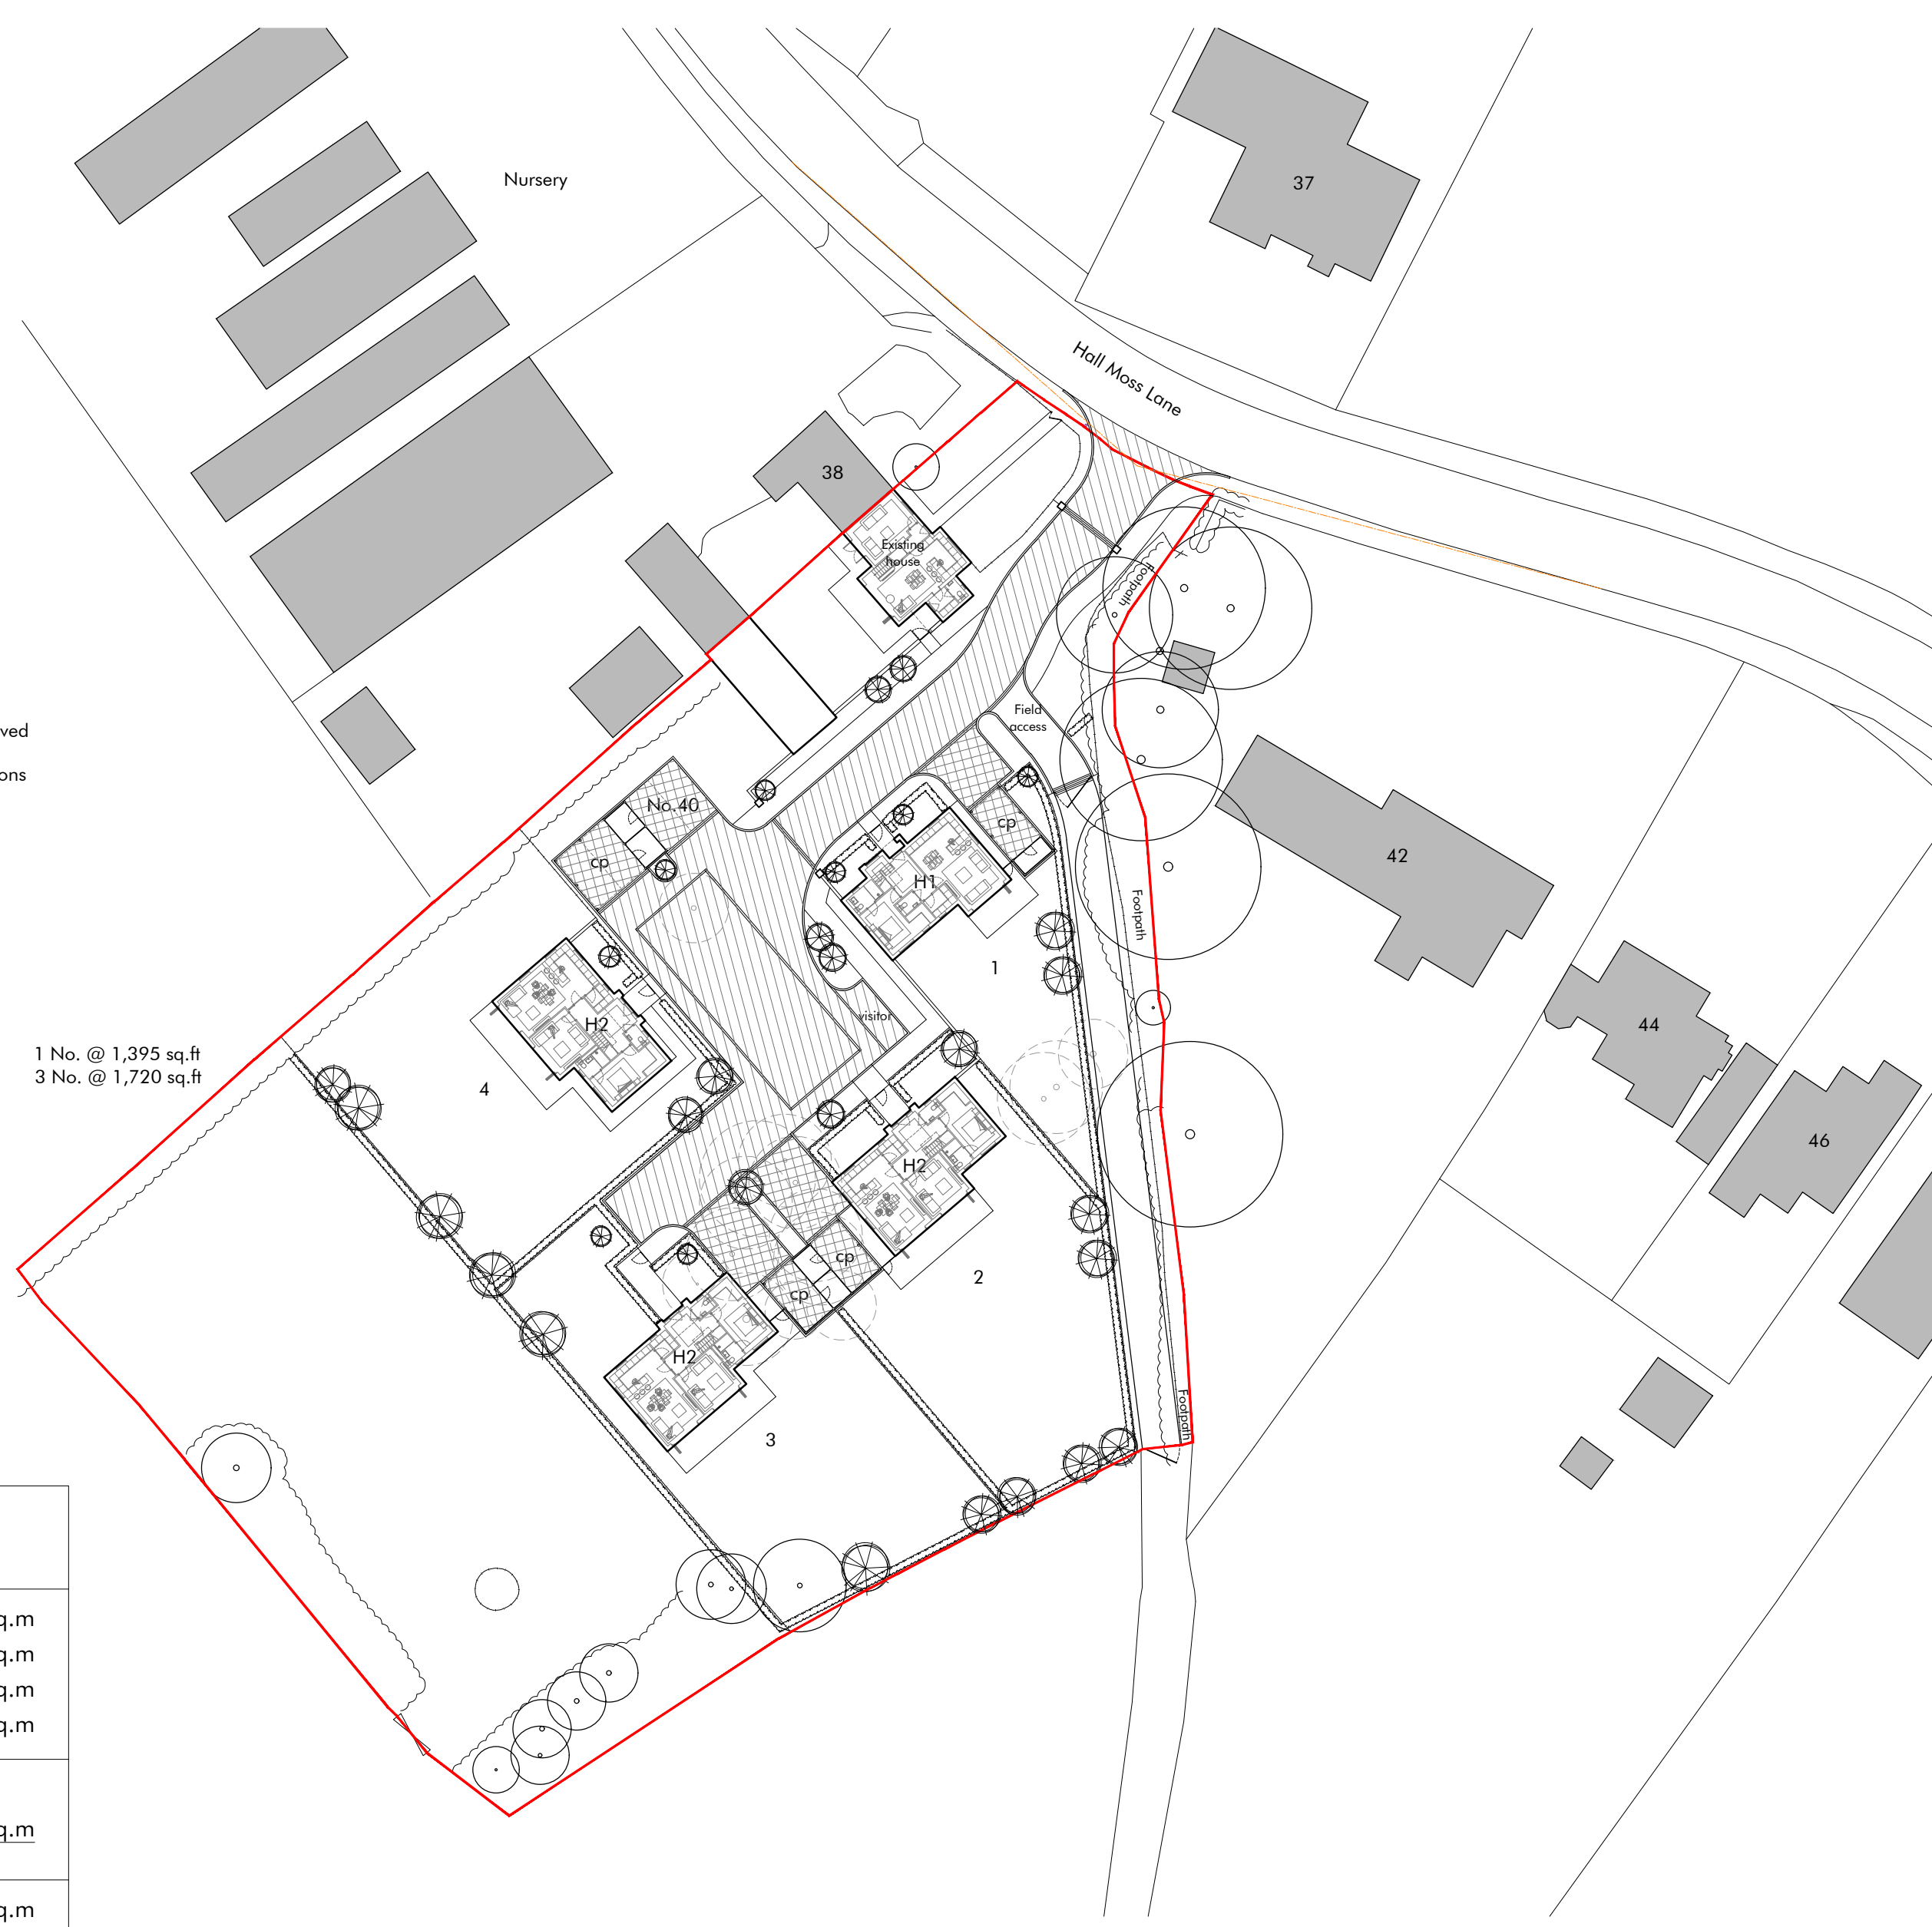 Nursery
37
Hall Moss Lane
38
Existing
house
Footpath
Field
access
ved
ons
No.40
cp
cp
42
H1
Footpath
1
visitor
H2
44
1 No. @ 1,395 sq.ft
3 No. @ 1,720 sq.ft
4
46
H2
cp
2
cp
H2
3
Footpath
q.m
q.m
q.m
q.m
q.m
q.m